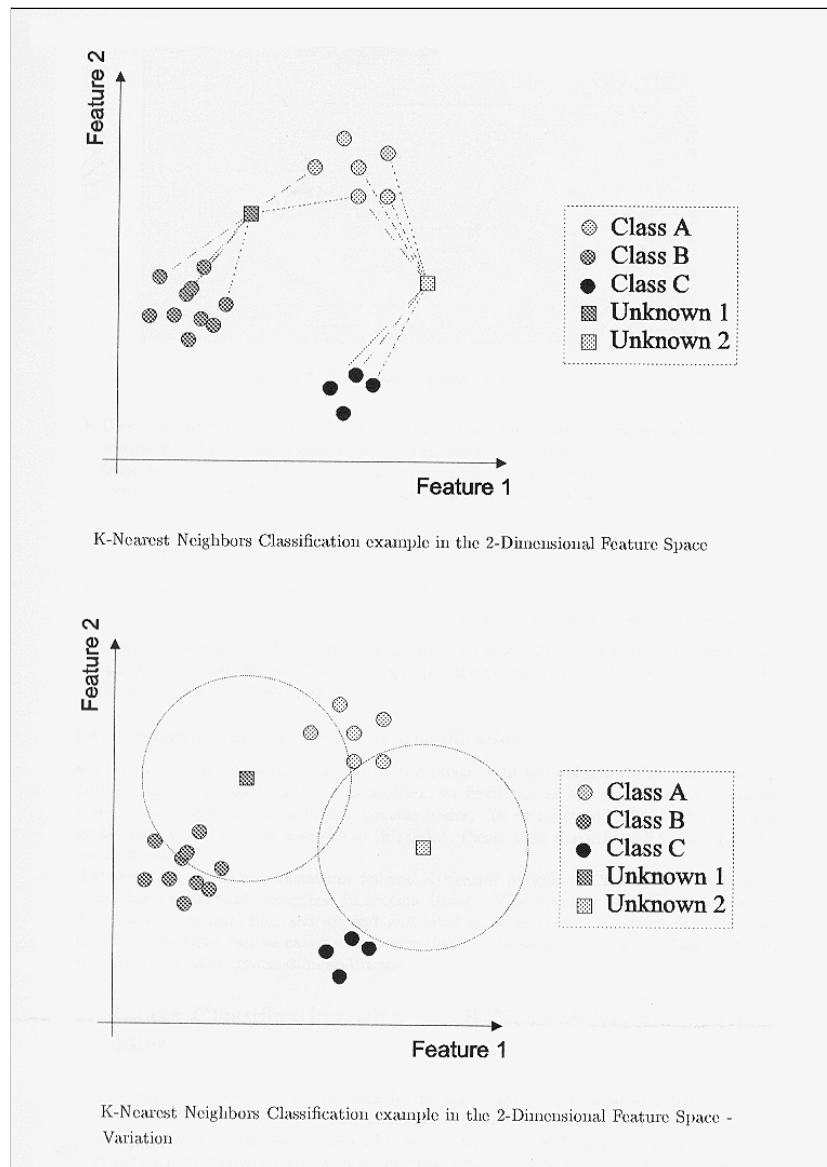 Feature 2
Class A
Class B
Class C
Unknown 1
Unknown 2
Feature 1
K-Nearest Neighbors Classification example in the 2-Dimensional Feature Space
Feature 2
Class A
Class B
Class C
Unknown 1
Unknown 2
Feature 1
K-Nearest Neighbors Classification example in the 2-Dimensional Feature Space -
Variation